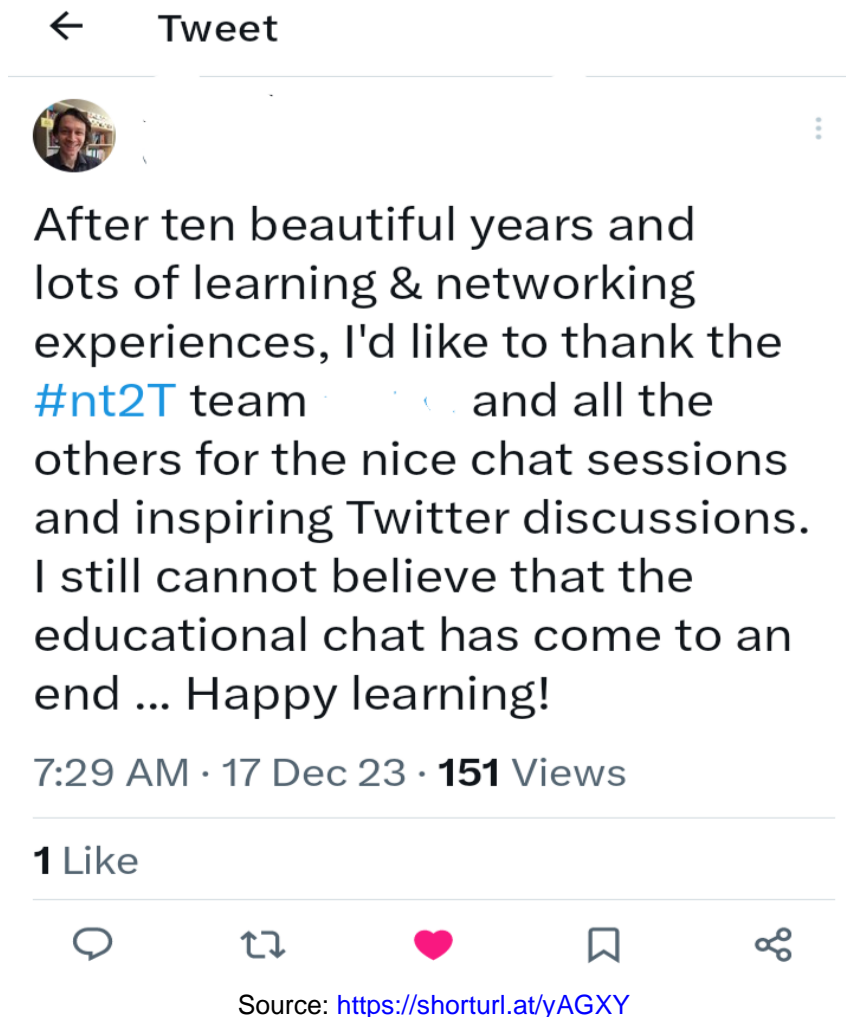 Tweet
After ten beautiful years and
lots of learning & networking
experiences, I'd like to thank the
#nt2T team and all the
others for the nice chat sessions
and inspiring Twitter discussions.
I still cannot believe that the
educational chat has come to an
end ... Happy learning!
7:29 AM · 17 Dec 23 · 151 Views
1 Like
Source: https://shorturl.at/yAGXY